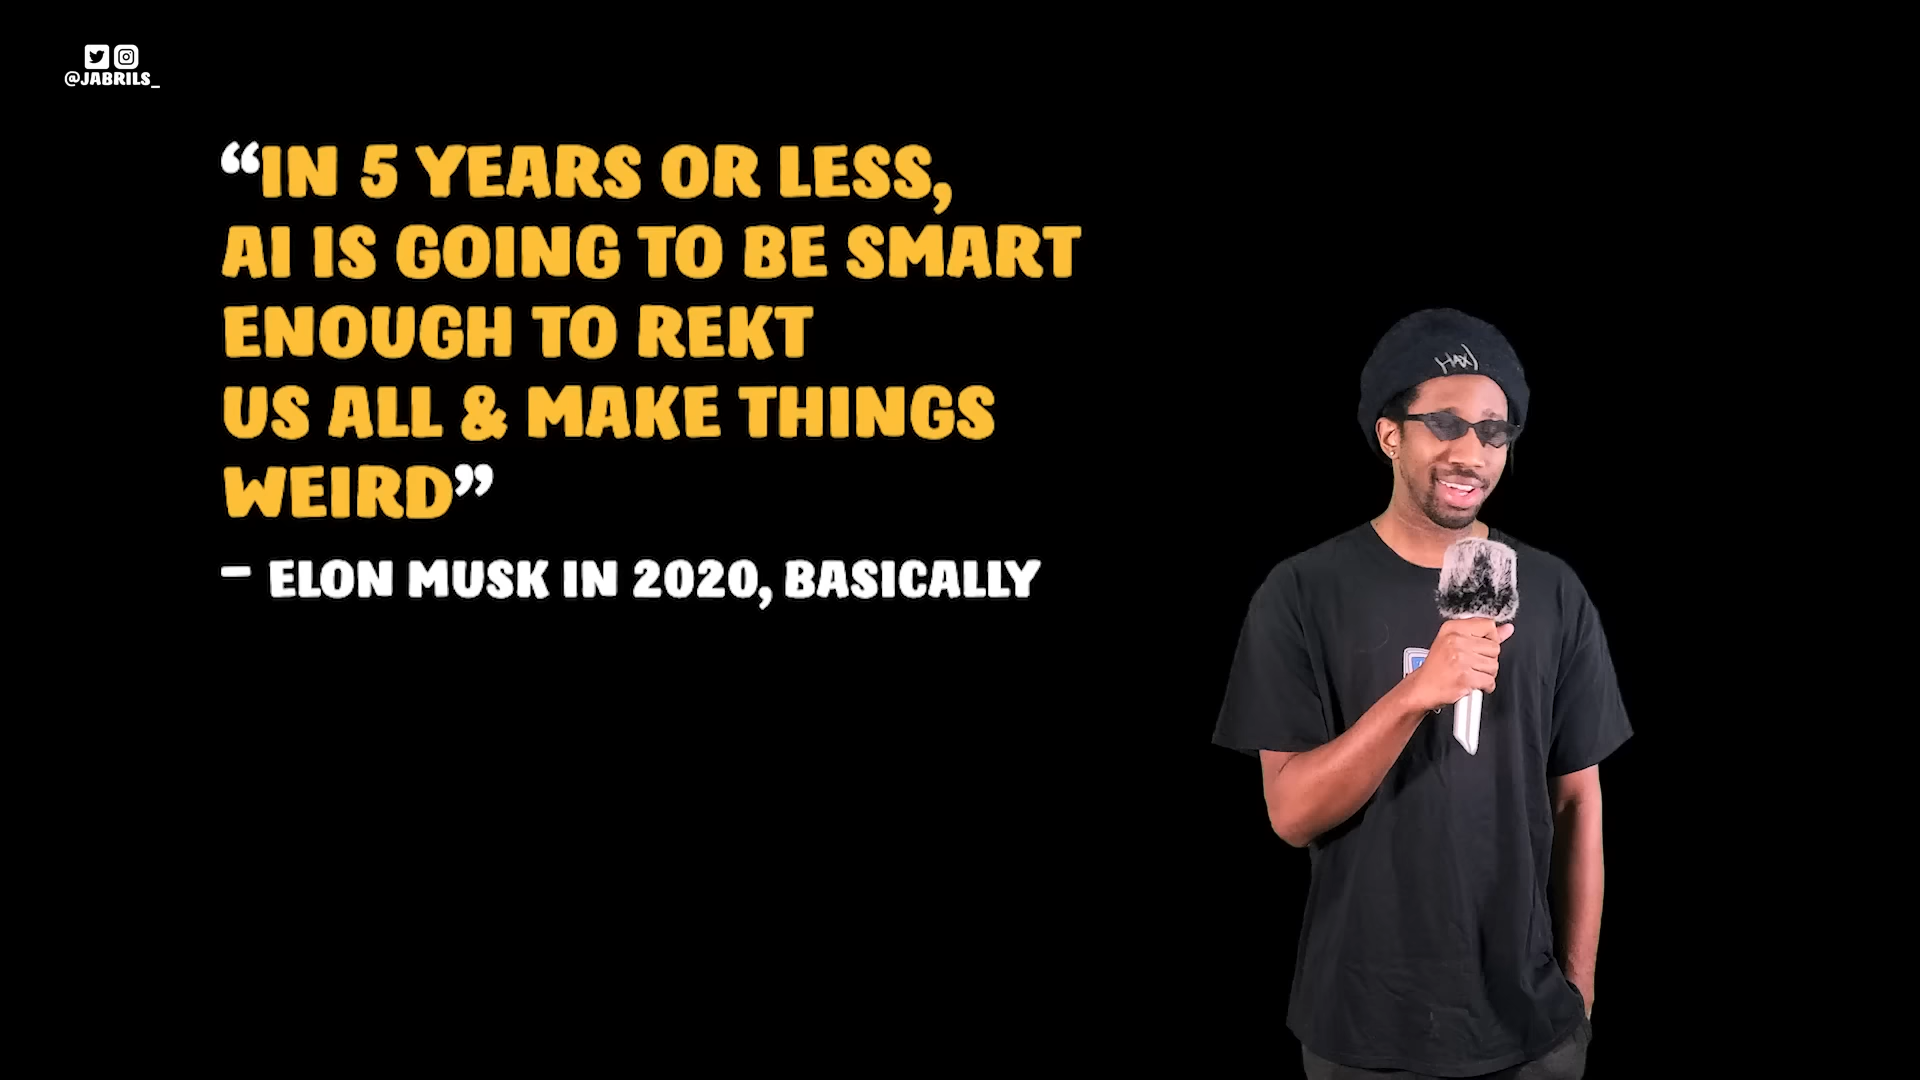 @JABRILS_
“IN 5 YEARS OR LESS,
AI IS GOING TO BE SMART
ENOUGH TO REKT
US ALL & MAKE THINGS
WEIRD”
– ELON MUSK IN 2020, BASICALLY
HAX)